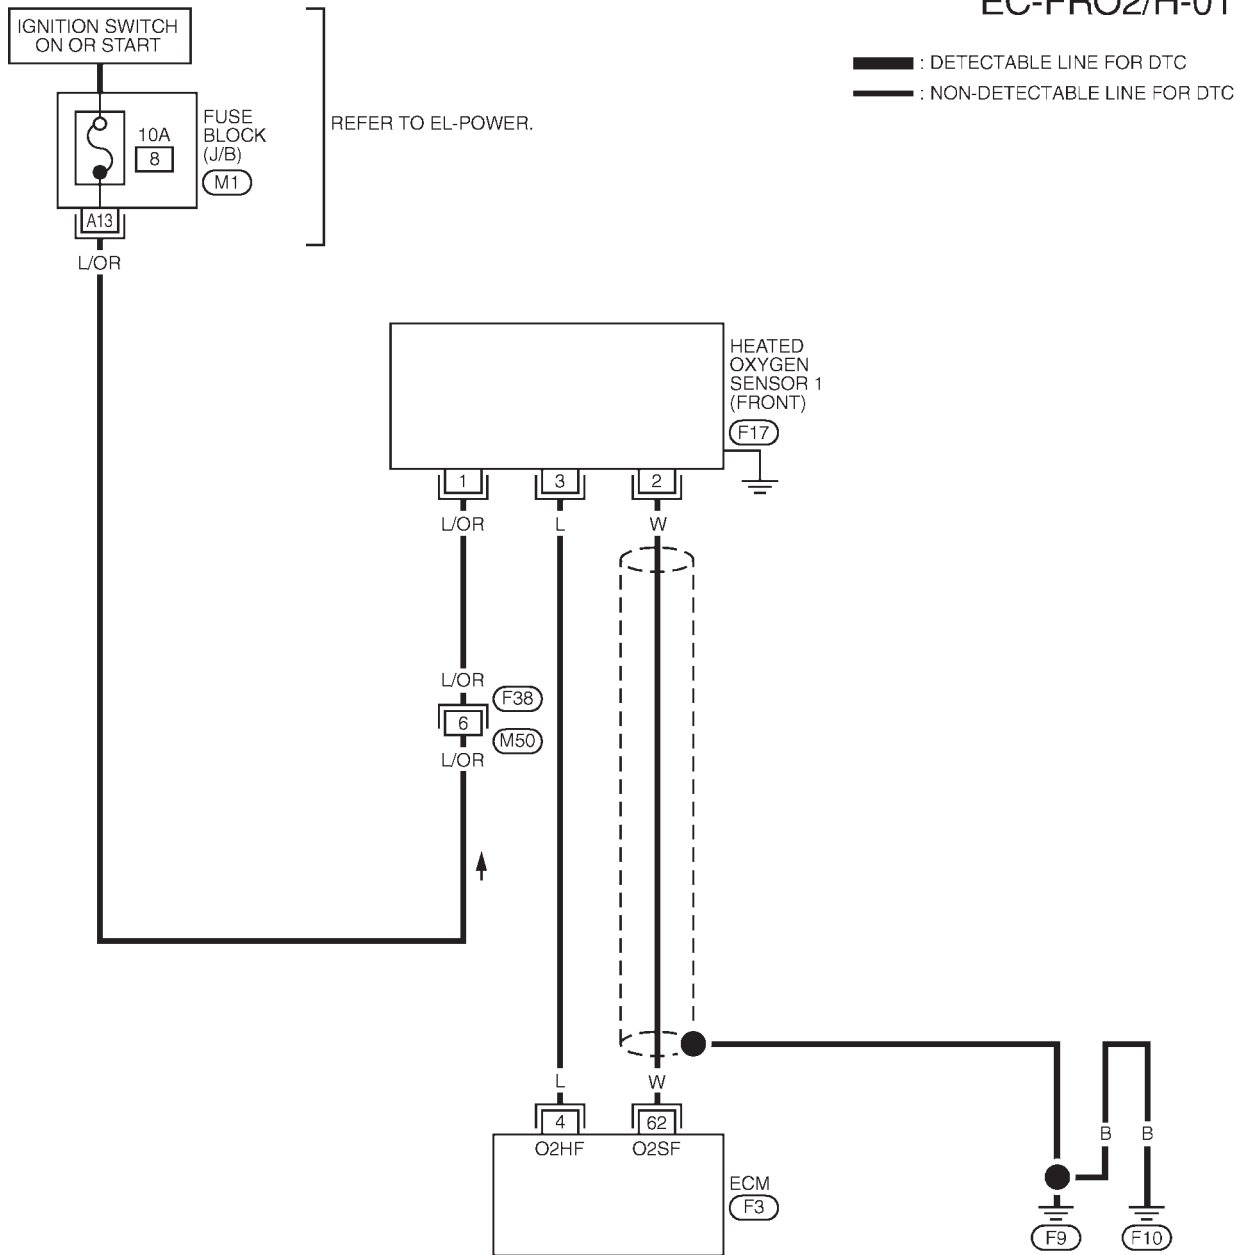 EC-FRO2/H-01
IGNITION SWITCH
ON OR START
: DETECTABLE LINE FOR DTC
: NON-DETECTABLE LINE FOR DTC
10A
8
FUSE
BLOCK
(J/B)
M1
REFER TO EL-POWER.
A13
L/OR
HEATED
OXYGEN
SENSOR 1
(FRONT)
F17
1
3
2
L/OR
L
W
L/OR
F38
6
M50
L/OR
L
W
4
62
O2HF
O2SF
ECM
F3
B
B
F9
F10